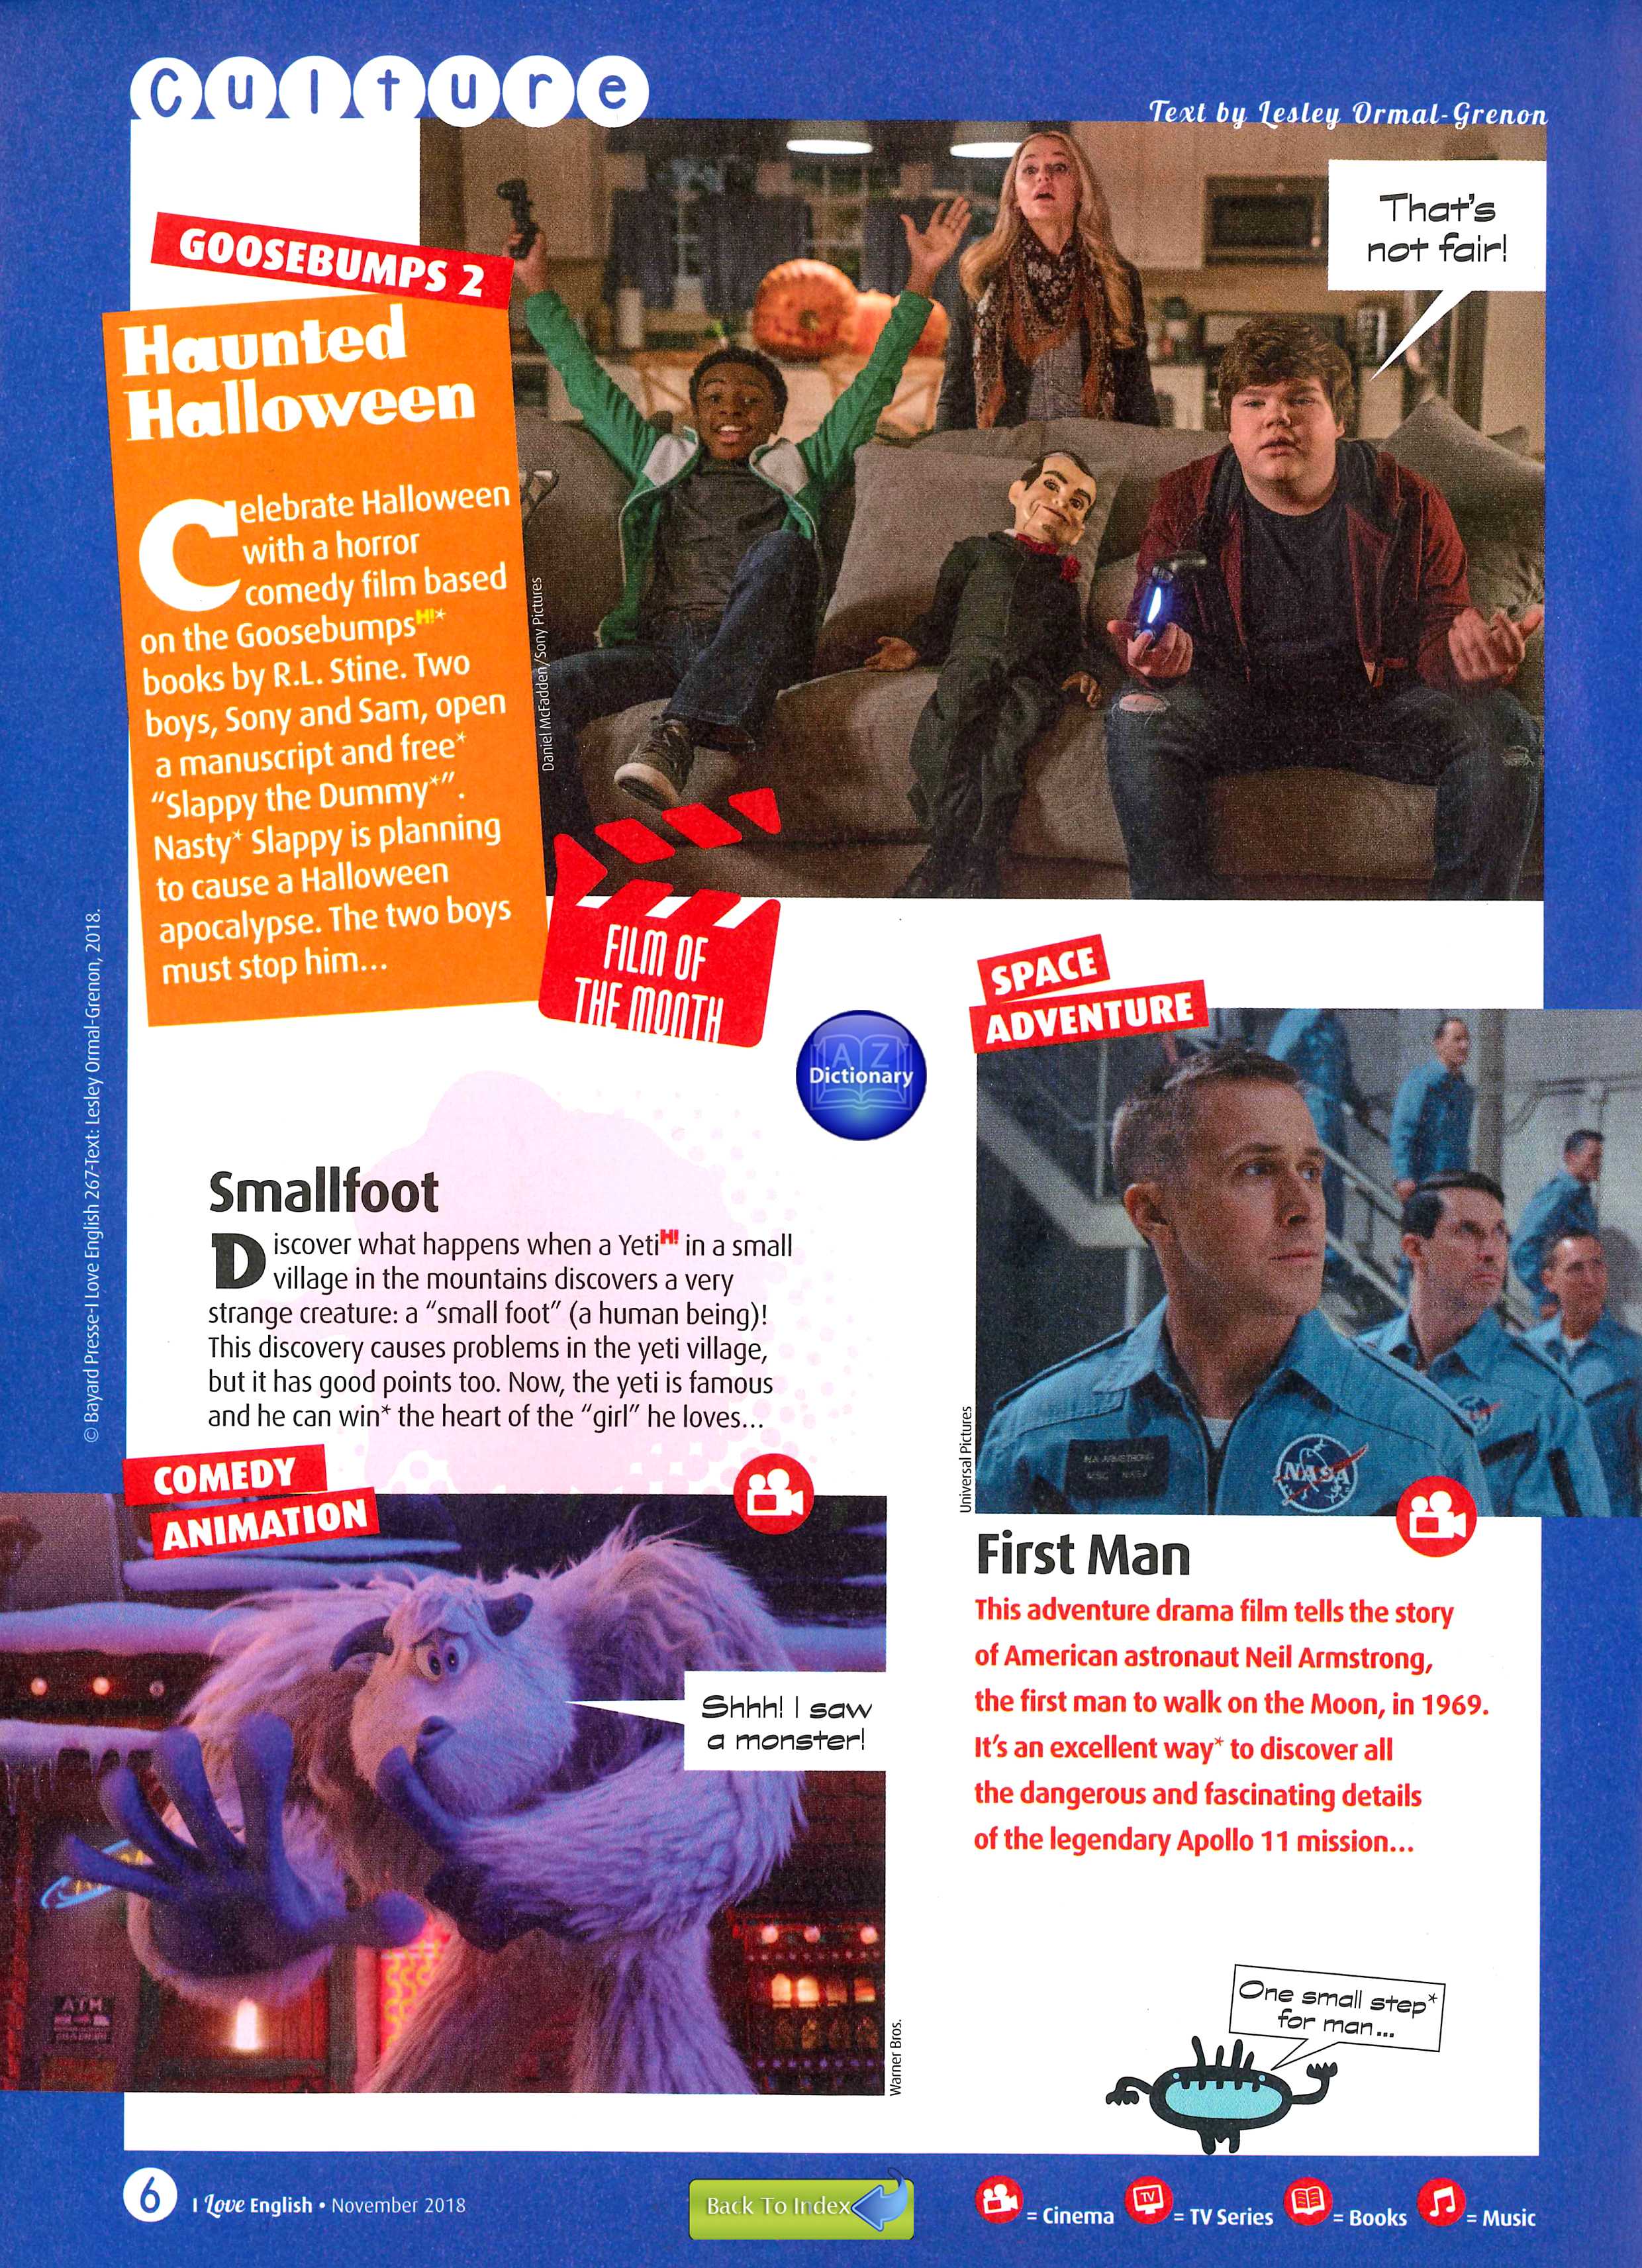 Culture
Text by Lesley Ormal-Grenon
That's
not fair!
GOOSEBUMPS 2
Haunted
Halloween
Celebrate Halloween
with a horror
comedy film based
on the GoosebumpsH!*
books by R.L. Stine. Two
boys, Sony and Sam, open
a manuscript and free*
“Slappy the Dummy*”.
Nasty* Slappy is planning
to cause a Halloween
apocalypse. The two boys
must stop him...
Daniel McFadden/Sony Pictures
FILM OF
THE MONTH
© Bayard Presse-I Love English 267-Text: Lesley Ormal-Grenon, 2018.
A Z
Dictionary
Smallfoot
Discover what happens when a YetiH! in a small
village in the mountains discovers a very
strange creature: a “small foot” (a human being)!
This discovery causes problems in the yeti village,
but it has good points too. Now, the yeti is famous
and he can win* the heart of the “girl” he loves...
COMEDY
ANIMATION
Shhh! I saw
a monster!
ATM
Warner Bros.
SPACE
ADVENTURE
N.A. ARMSTRONG
MSC NASA
NASA
Universal Pictures
First Man
This adventure drama film tells the story
of American astronaut Neil Armstrong,
the first man to walk on the Moon, in 1969.
It's an excellent way* to discover all
the dangerous and fascinating details
of the legendary Apollo 11 mission...
One small step*
for man...
6
I Love English • November 2018
Back To Index
= Cinema
TV
= TV Series
= Books
= Music